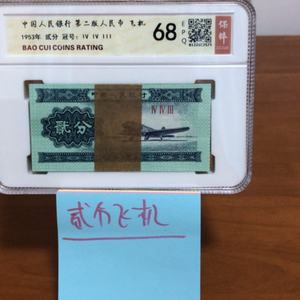 中国人民银行 第二版人民币 飞机
1953年 贰分 冠号：IV IV III
BAO CUI COINS RATING
68
EPQ
保粹
贰分
IV IV III
贰分飞机